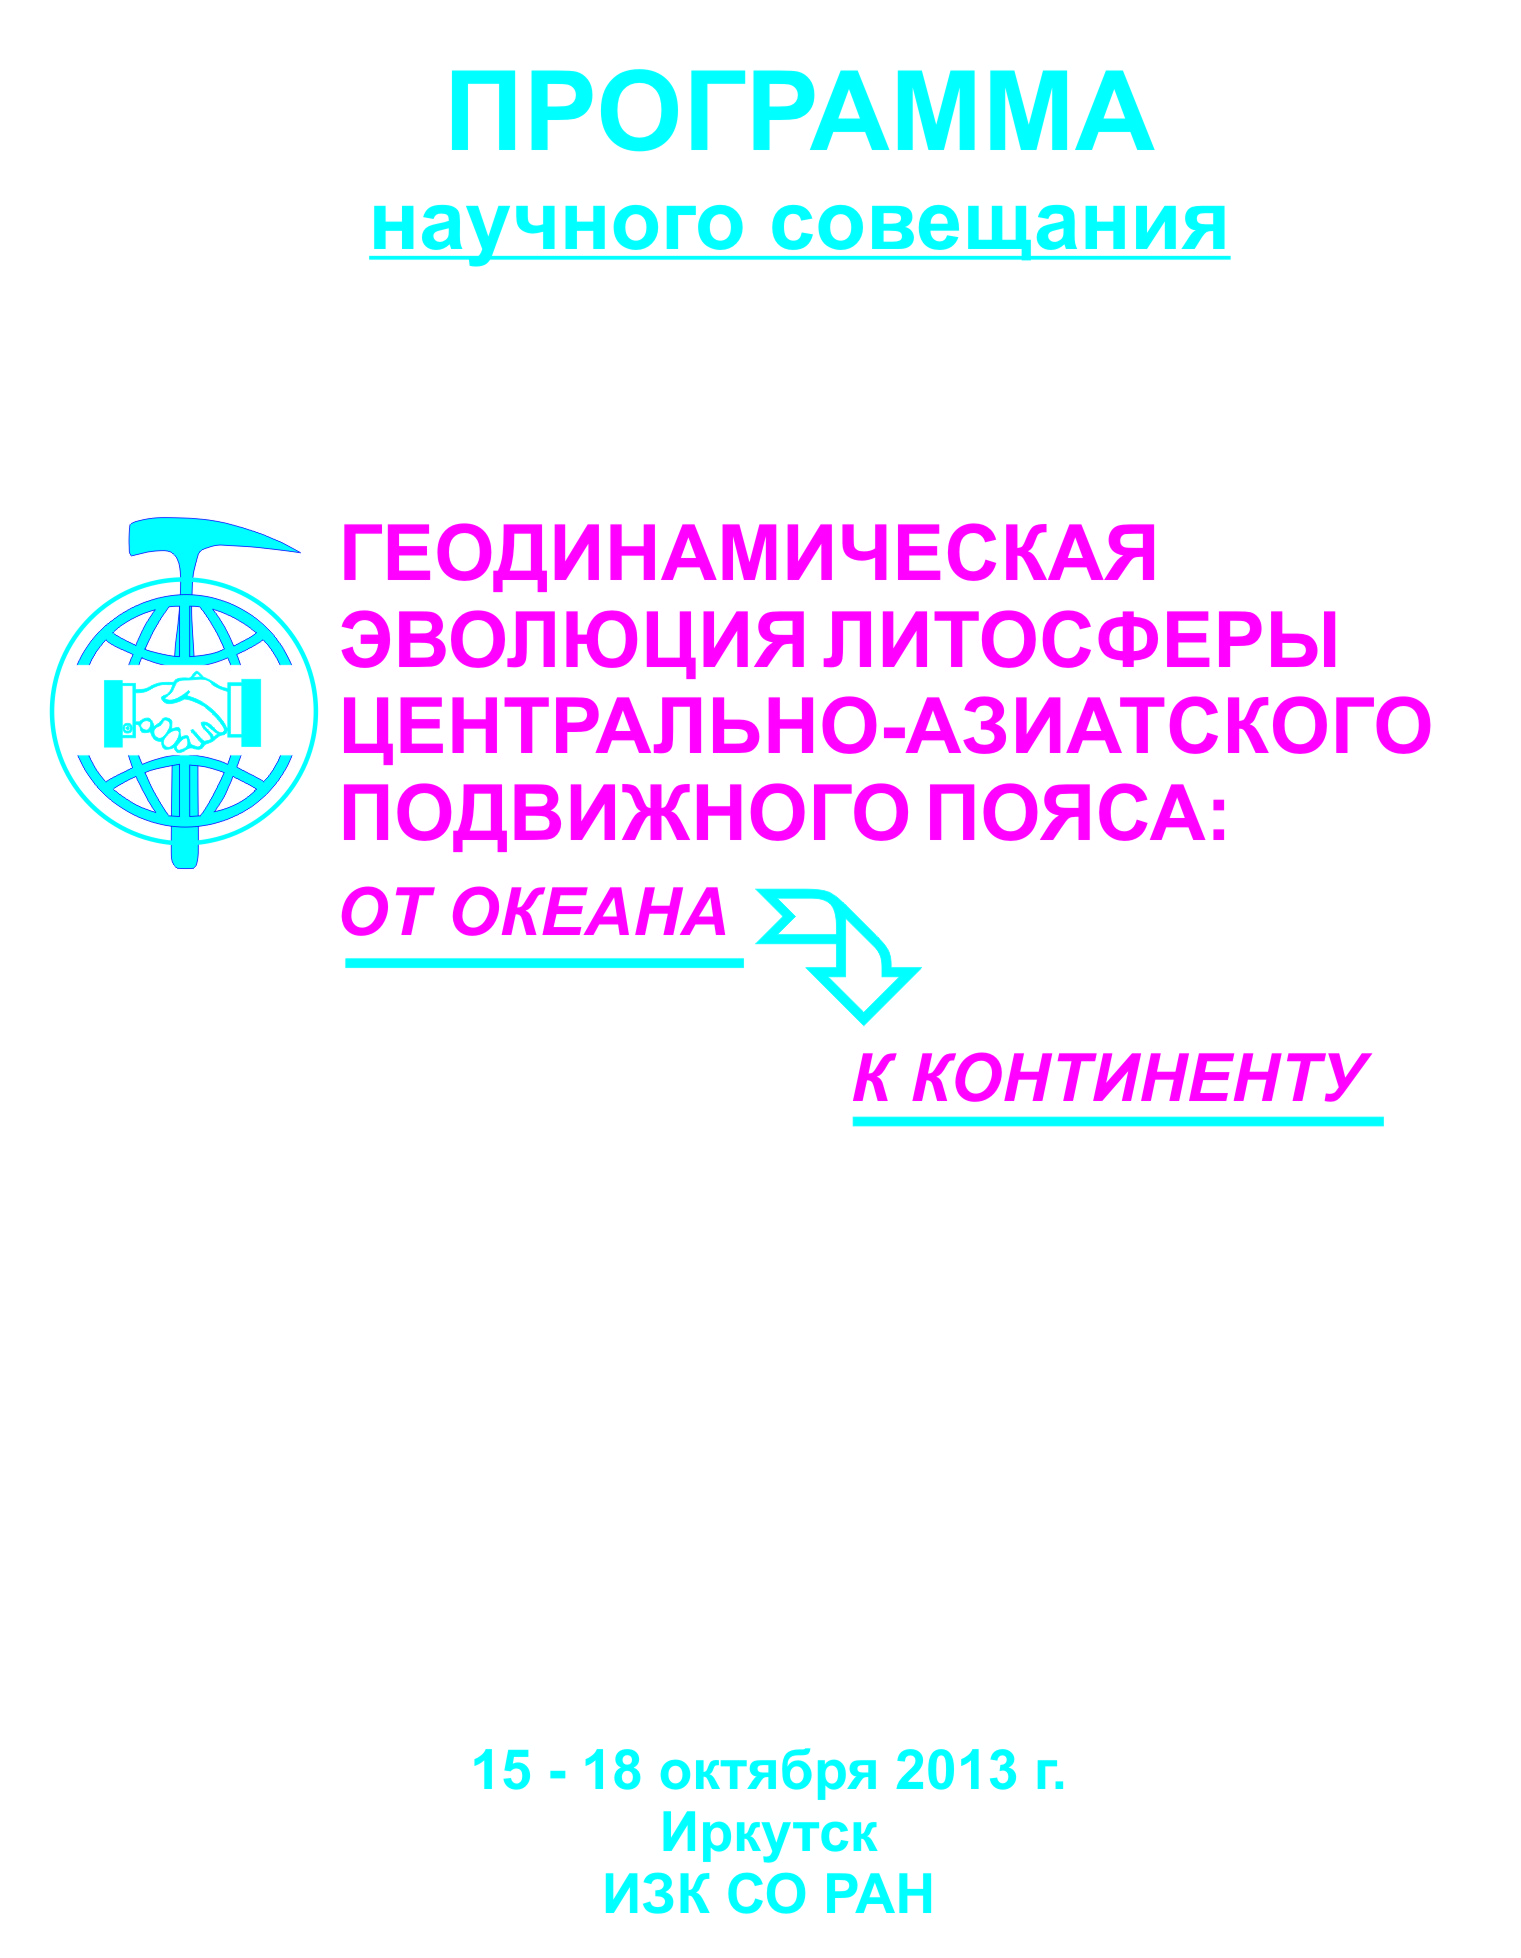 ПРОГРАММА
научного совещания
ГЕОДИНАМИЧЕСКАЯ
ЭВОЛЮЦИЯ ЛИТОСФЕРЫ
ЦЕНТРАЛЬНО-АЗИАТСКОГО
ПОДВИЖНОГО ПОЯСА:
ОТ ОКЕАНА
К КОНТИНЕНТУ
15 - 18 октября 2013 г.
Иркутск
ИЗК СО РАН